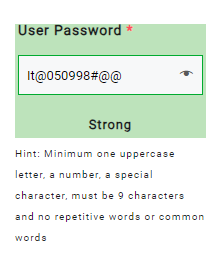 User Password *
It@050998#@@
Strong
Hint: Minimum one uppercase
letter, a number, a special
character, must be 9 characters
and no repetitive words or common
words